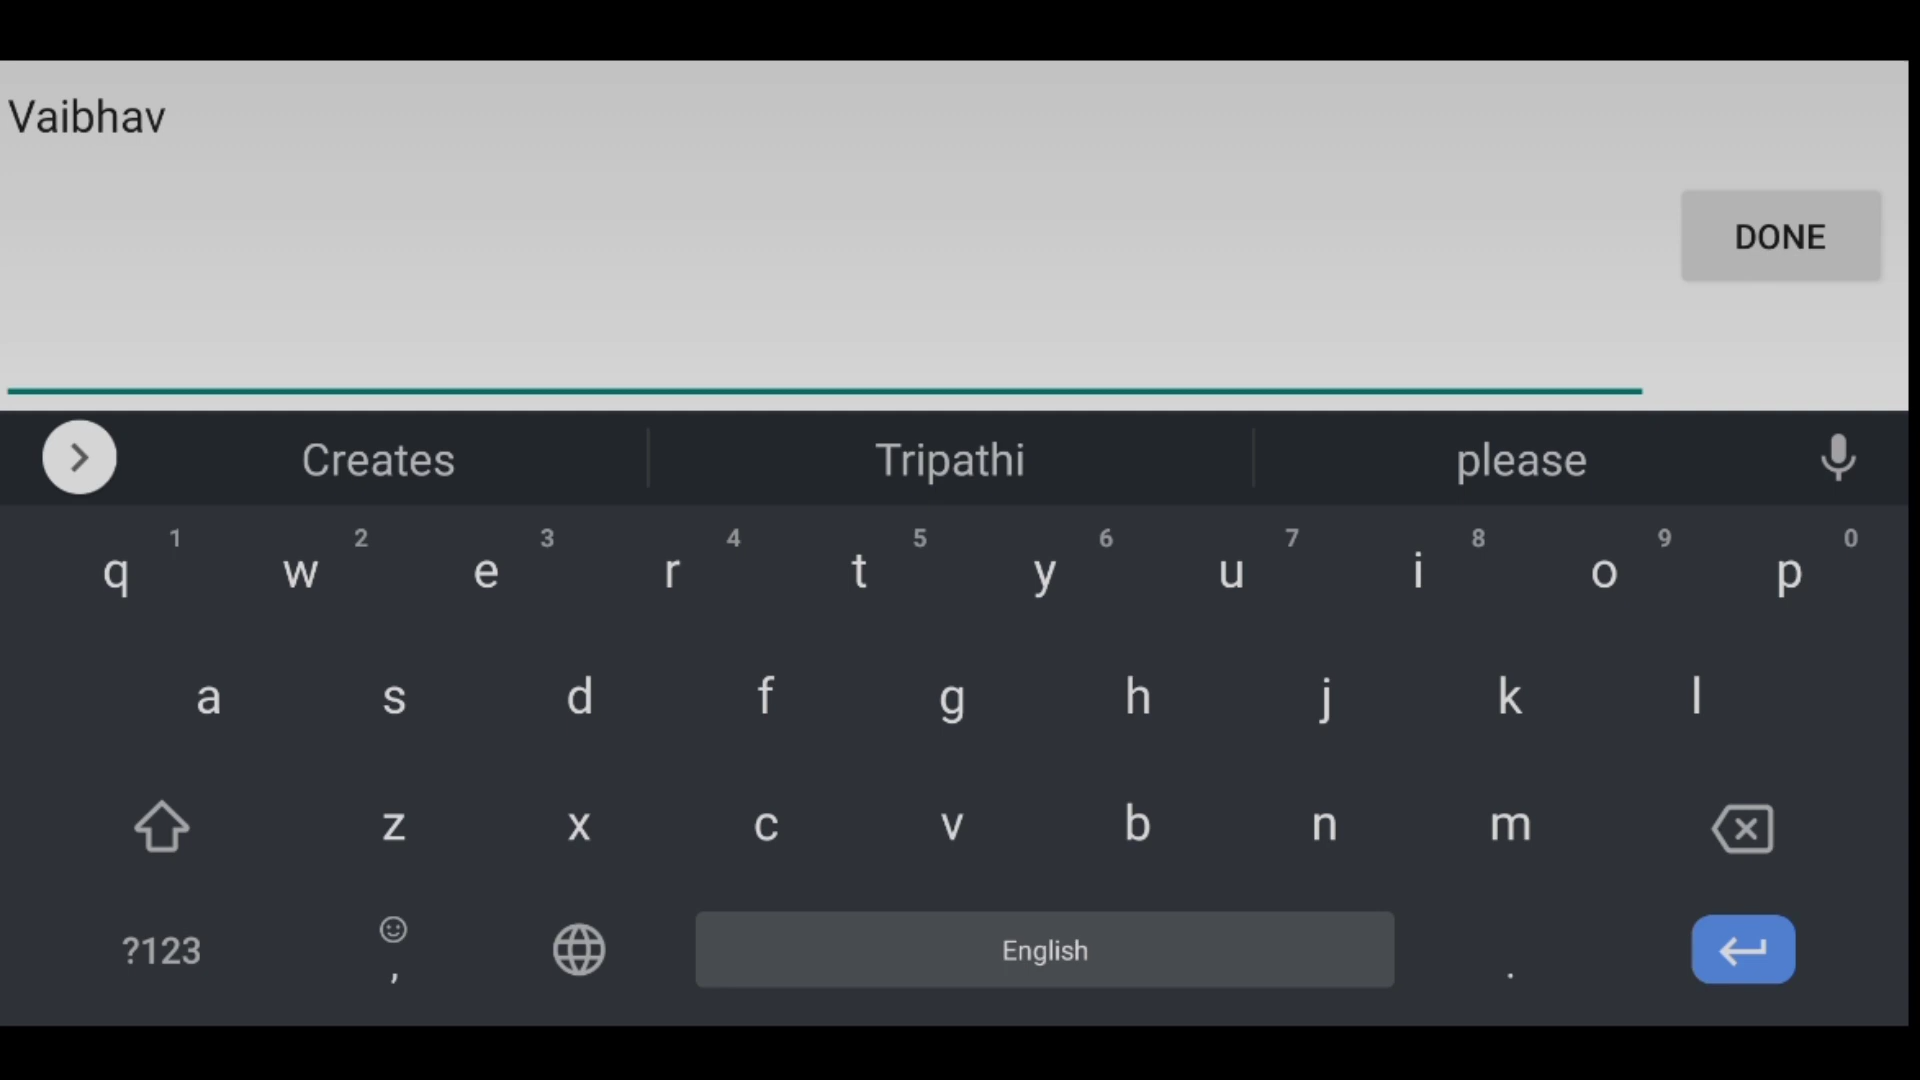 Vaibhav
DONE
Creates Tripathi please
1 2 3 4 5 6 7 8 9 0
q w e r t y u i o p
a s d f g h j k l
z x c v b n m
?123 , English .